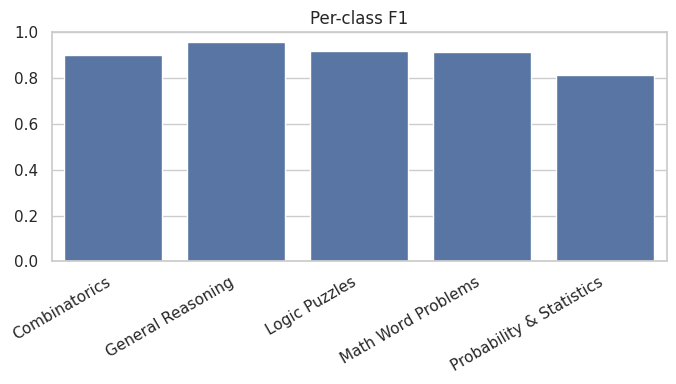 Per-class F1
1.0
0.8
0.6
0.4
0.2
0.0
Combinatorics
General Reasoning
Logic Puzzles
Math Word Problems
Probability & Statistics